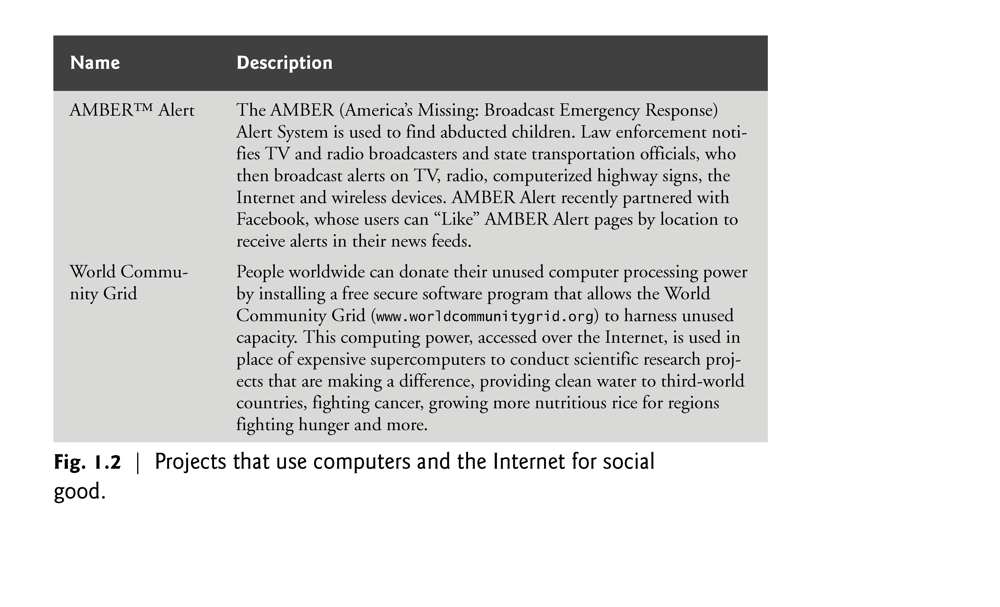 Name Description
AMBER™ Alert The AMBER (America’s Missing: Broadcast Emergency Response)
Alert System is used to find abducted children. Law enforcement noti-
fies TV and radio broadcasters and state transportation officials, who
then broadcast alerts on TV, radio, computerized highway signs, the
Internet and wireless devices. AMBER Alert recently partnered with
Facebook, whose users can “Like” AMBER Alert pages by location to
receive alerts in their news feeds.
World Commu- People worldwide can donate their unused computer processing power
nity Grid by installing a free secure software program that allows the World
Community Grid (www.worldcommunitygrid.org) to harness unused
capacity. This computing power, accessed over the Internet, is used in
place of expensive supercomputers to conduct scientific research proj-
ects that are making a difference, providing clean water to third-world
countries, fighting cancer, growing more nutritious rice for regions
fighting hunger and more.
Fig. 1.2 | Projects that use computers and the Internet for social
good.